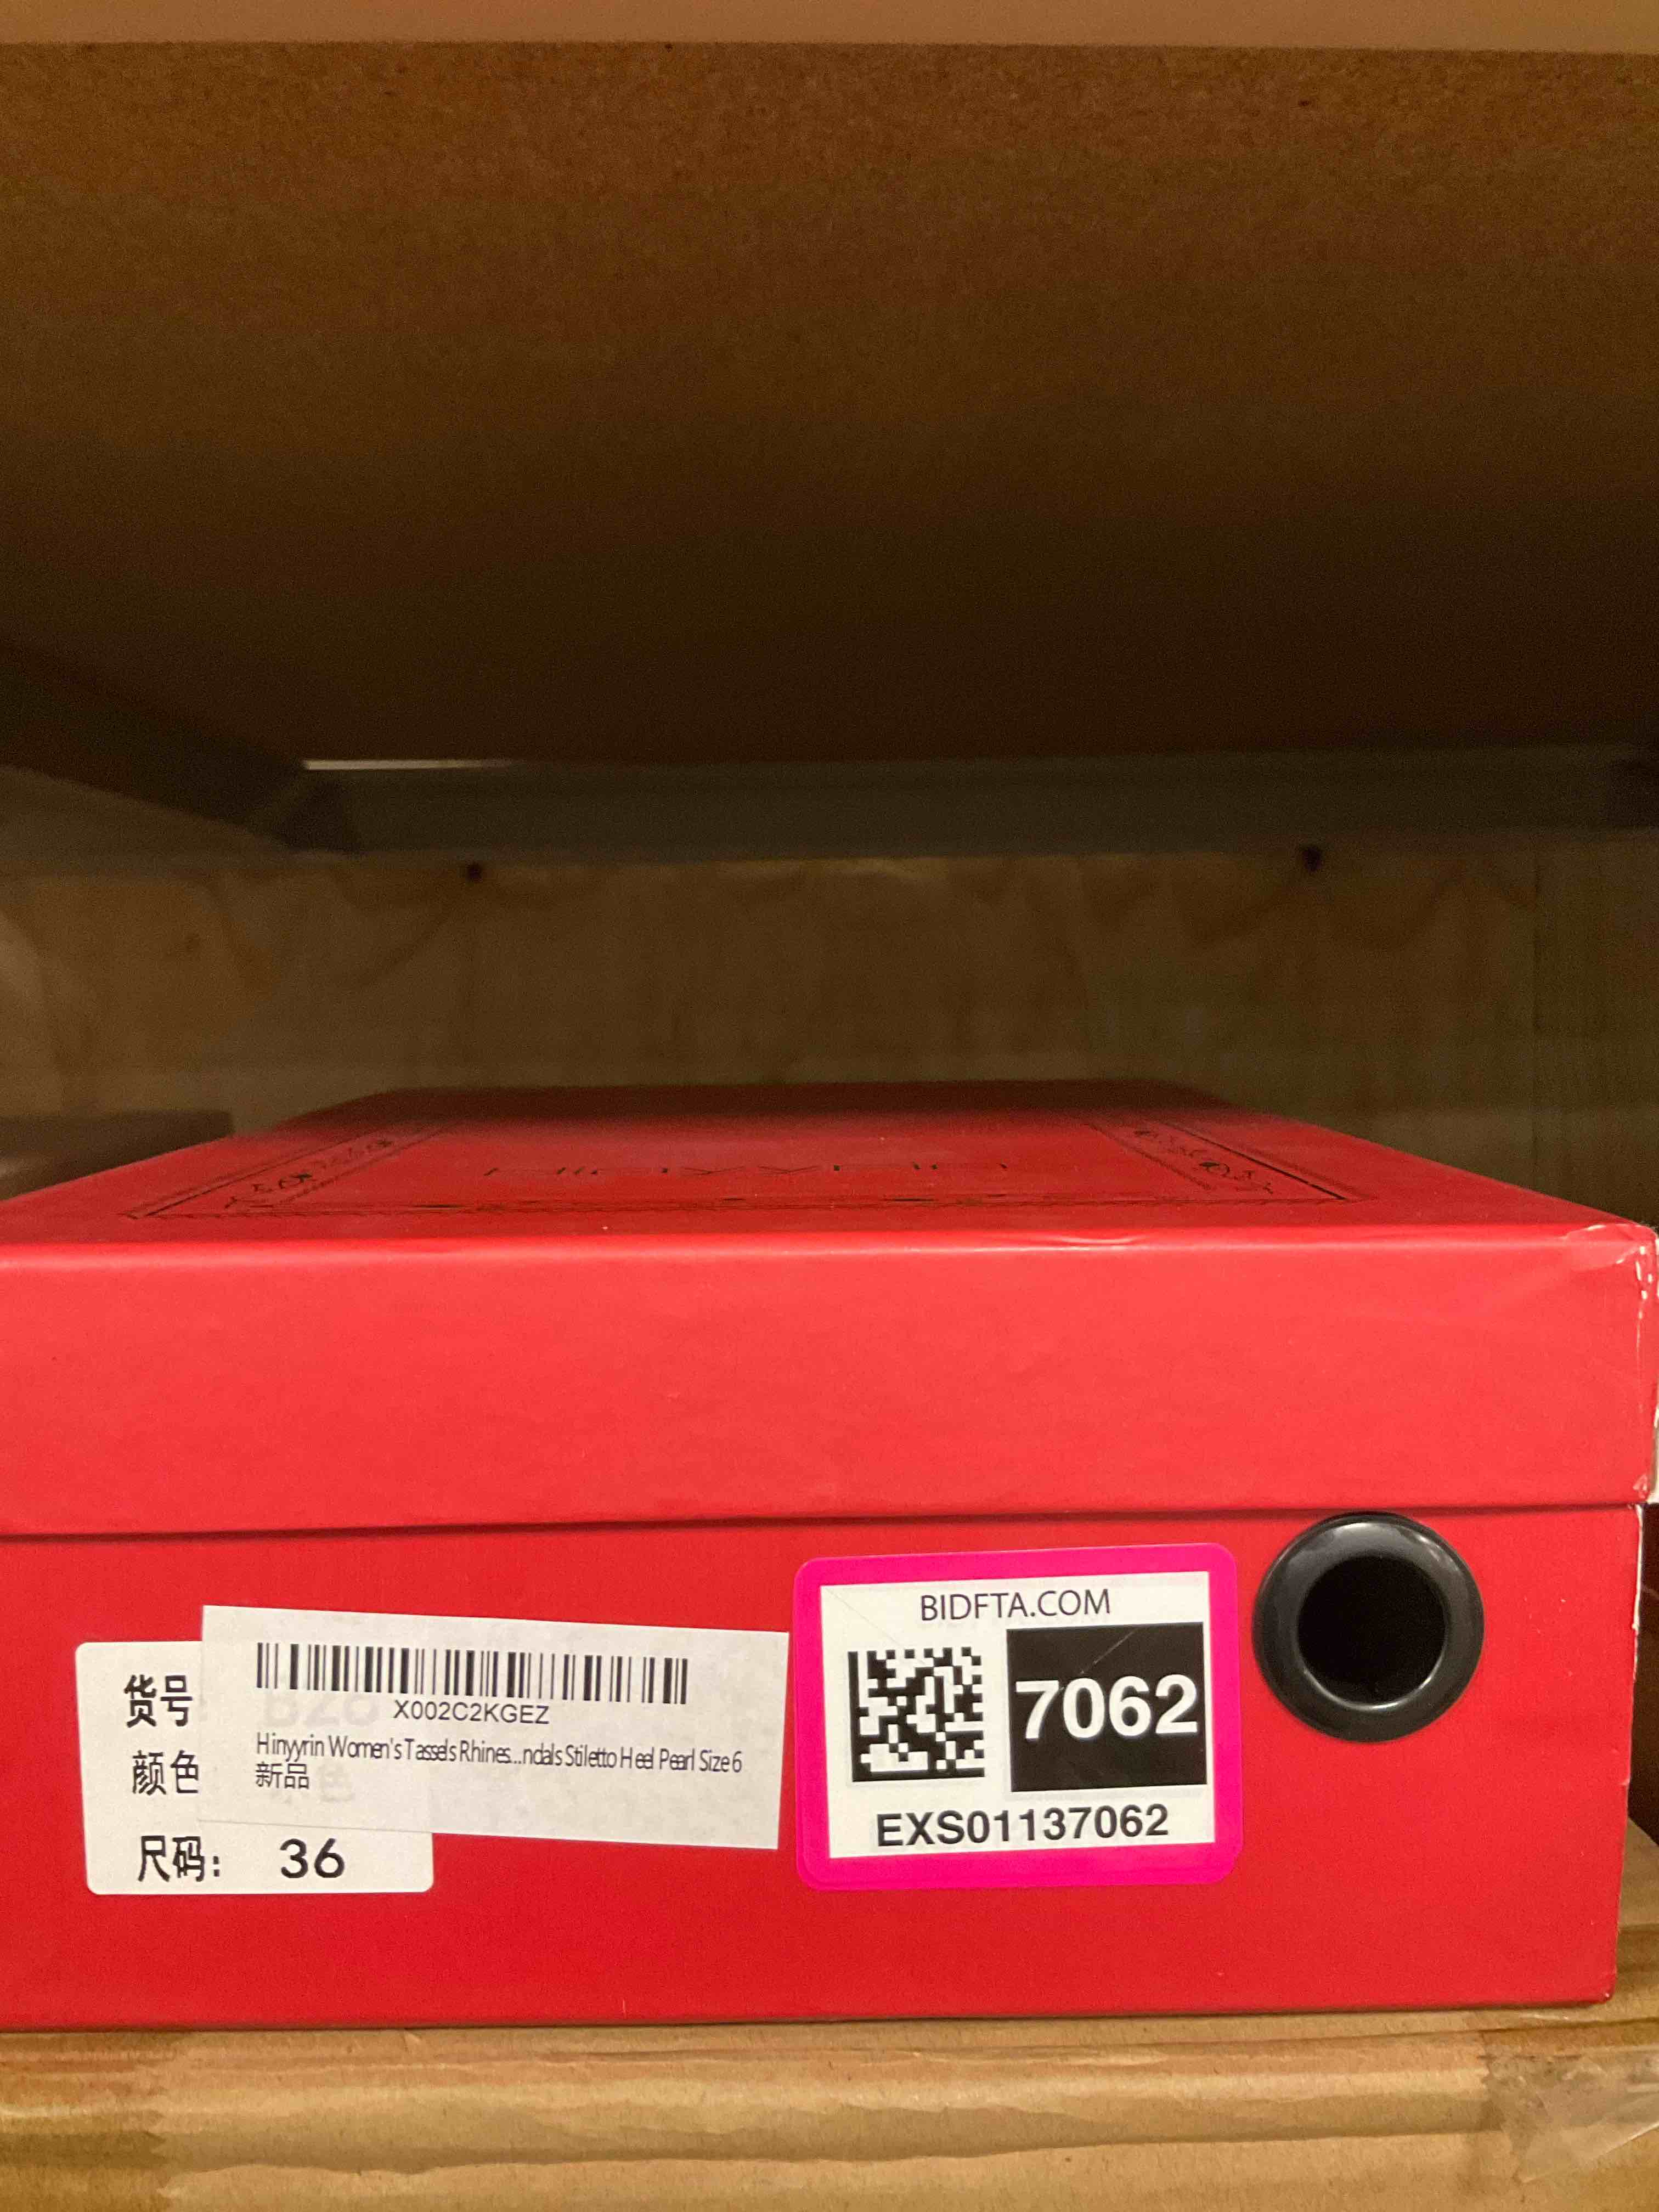 Hinyyrin
货号
颜色
尺码: 36
X002C2KGEZ
Hinyyrin Women's Tassels Rhines...ndals Stiletto Heel Pearl Size 6
新品
BIDFTA.COM
7062
EXS01137062